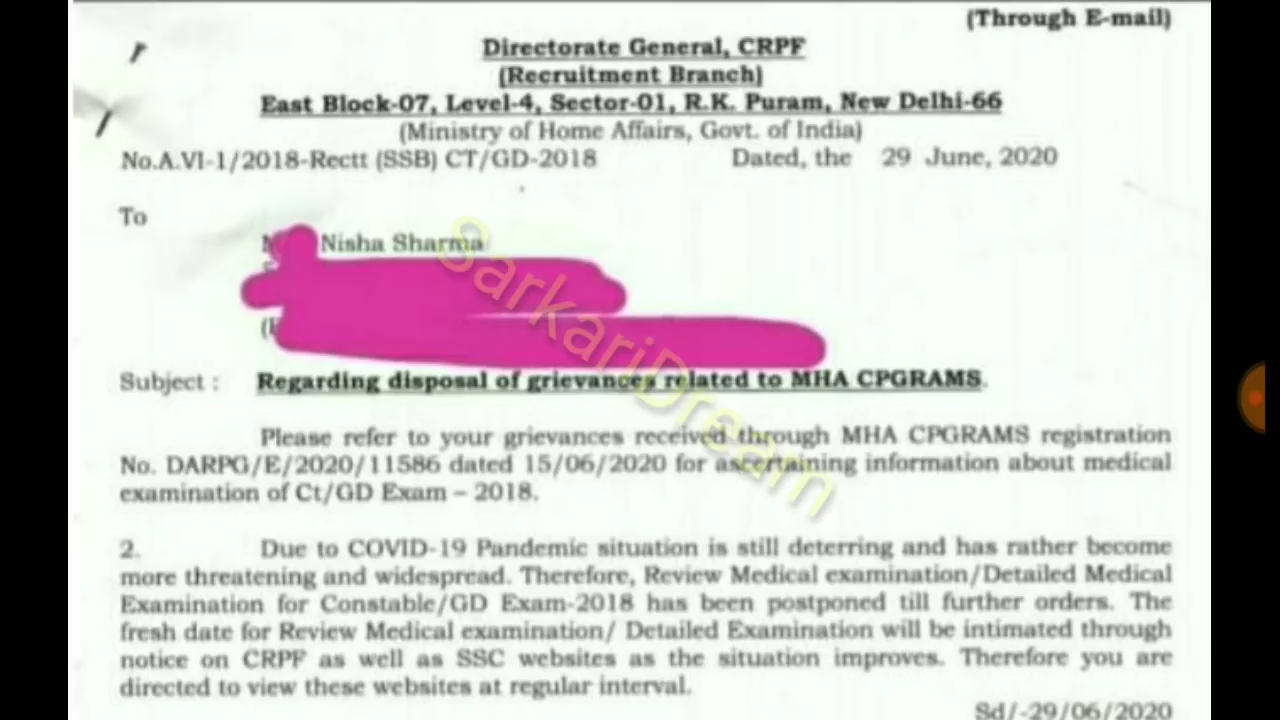 (Through E-mail)
Directorate General, CRPF
(Recruitment Branch)
East Block-07, Level-4, Sector-01, R.K. Puram, New Delhi-66
(Ministry of Home Affairs, Govt. of India)
No.A.VI-1/2018-Rectt (SSB) CT/GD-2018 Dated, the 29 June, 2020
To
Nisha Sharma
SarkariDream
Subject : Regarding disposal of grievances related to MHA CPGRAMS.
Please refer to your grievances received through MHA CPGRAMS registration
No. DARPG/E/2020/11586 dated 15/06/2020 for ascertaining information about medical
examination of Ct/GD Exam – 2018.
2. Due to COVID-19 Pandemic situation is still deterring and has rather become
more threatening and widespread. Therefore, Review Medical examination/Detailed Medical
Examination for Constable/GD Exam-2018 has been postponed till further orders. The
fresh date for Review Medical examination/ Detailed Examination will be intimated through
notice on CRPF as well as SSC websites as the situation improves. Therefore you are
directed to view these websites at regular interval.
Sd/-29/06/2020